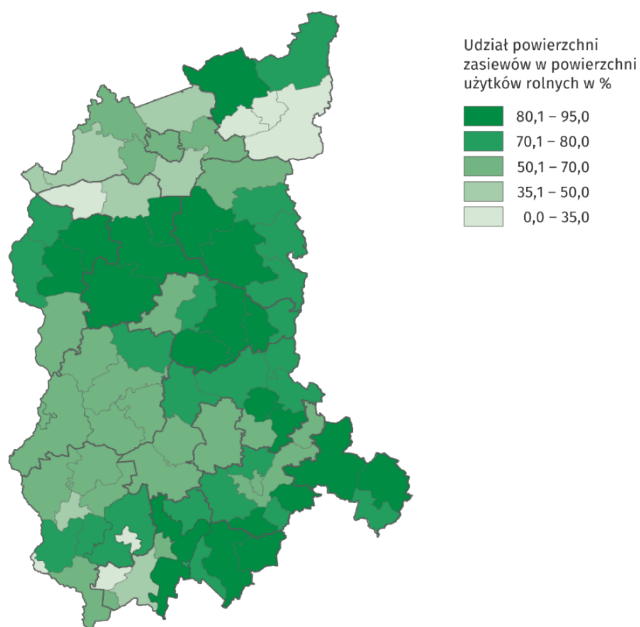 Udział powierzchni
zasiewów w powierzchni
użytków rolnych w %
80,1 – 95,0
70,1 – 80,0
50,1 – 70,0
35,1 – 50,0
0,0 – 35,0